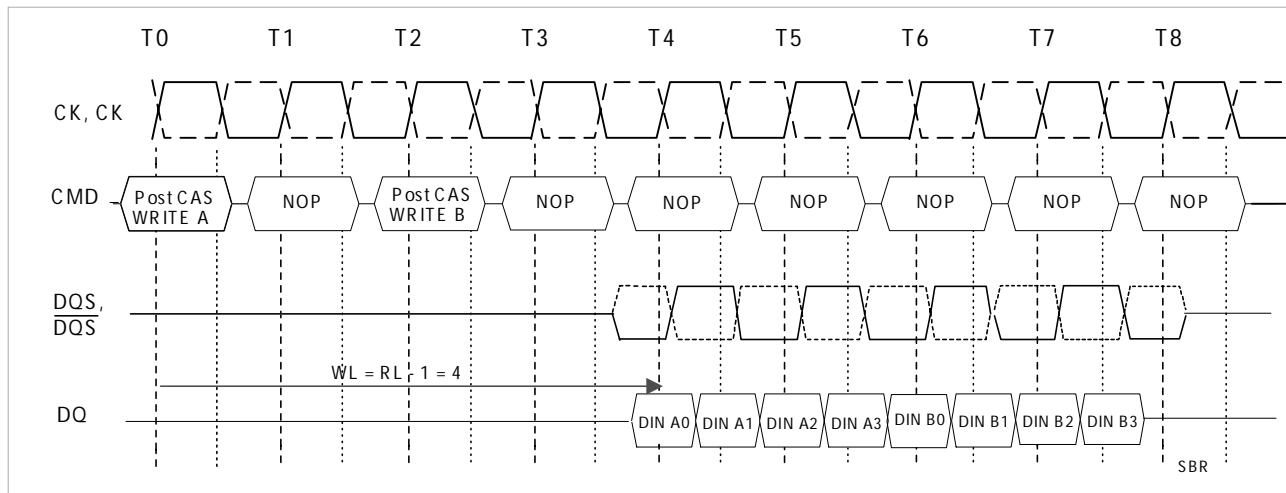 T0 T1 T2 T3 T4 T5 T6 T7 T8
CK, CK
CMD
Post CAS
WRITE A
NOP
Post CAS
WRITE B
NOP
NOP
NOP
NOP
NOP
NOP
DQS,
DQS
WL = RL - 1 = 4
DQ
DIN A0 DIN A1 DIN A2 DIN A3 DIN B0 DIN B1 DIN B2 DIN B3
SBR